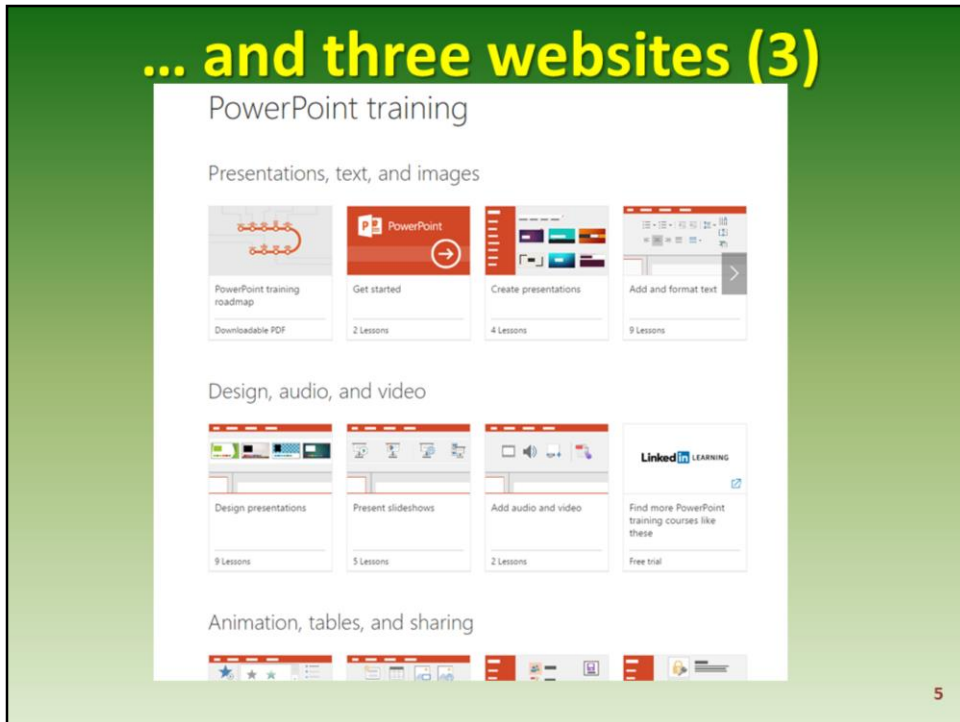 ... and three websites (3)
PowerPoint training
Presentations, text, and images
PowerPoint
PowerPoint training
roadmap
Downloadable PDF
Get started
2 Lessons
Create presentations
4 Lessons
Add and format text
9 Lessons
Design, audio, and video
Linked in LEARNING
Design presentations
9 Lessons
Present slideshows
5 Lessons
Add audio and video
2 Lessons
Find more PowerPoint
training courses like
these
Free trial
Animation, tables, and sharing
5